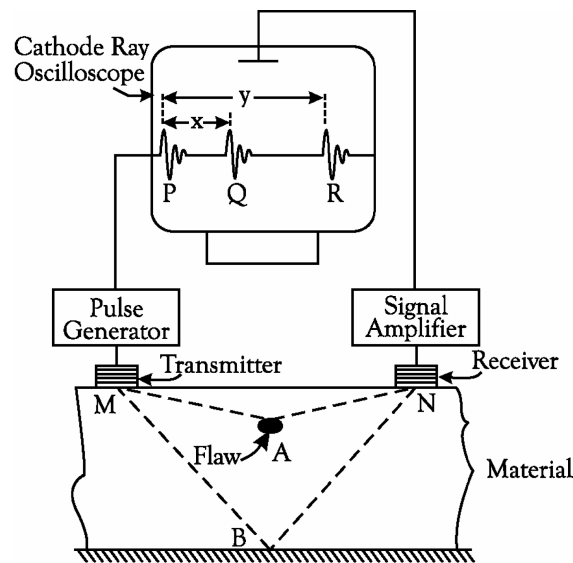 Cathode Ray
Oscilloscope
y
x
P
Q
R
Pulse
Generator
Signal
Amplifier
Transmitter
Receiver
M
N
Flaw
A
Material
B